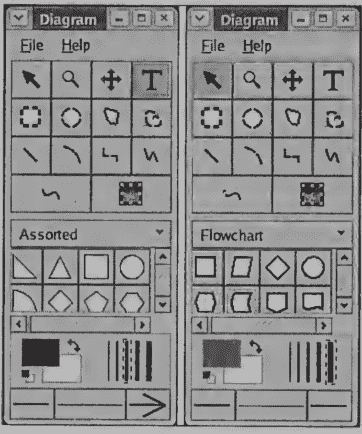 Diagram
File Help
T
Assorted
Diagram
File Help
T
Flowchart